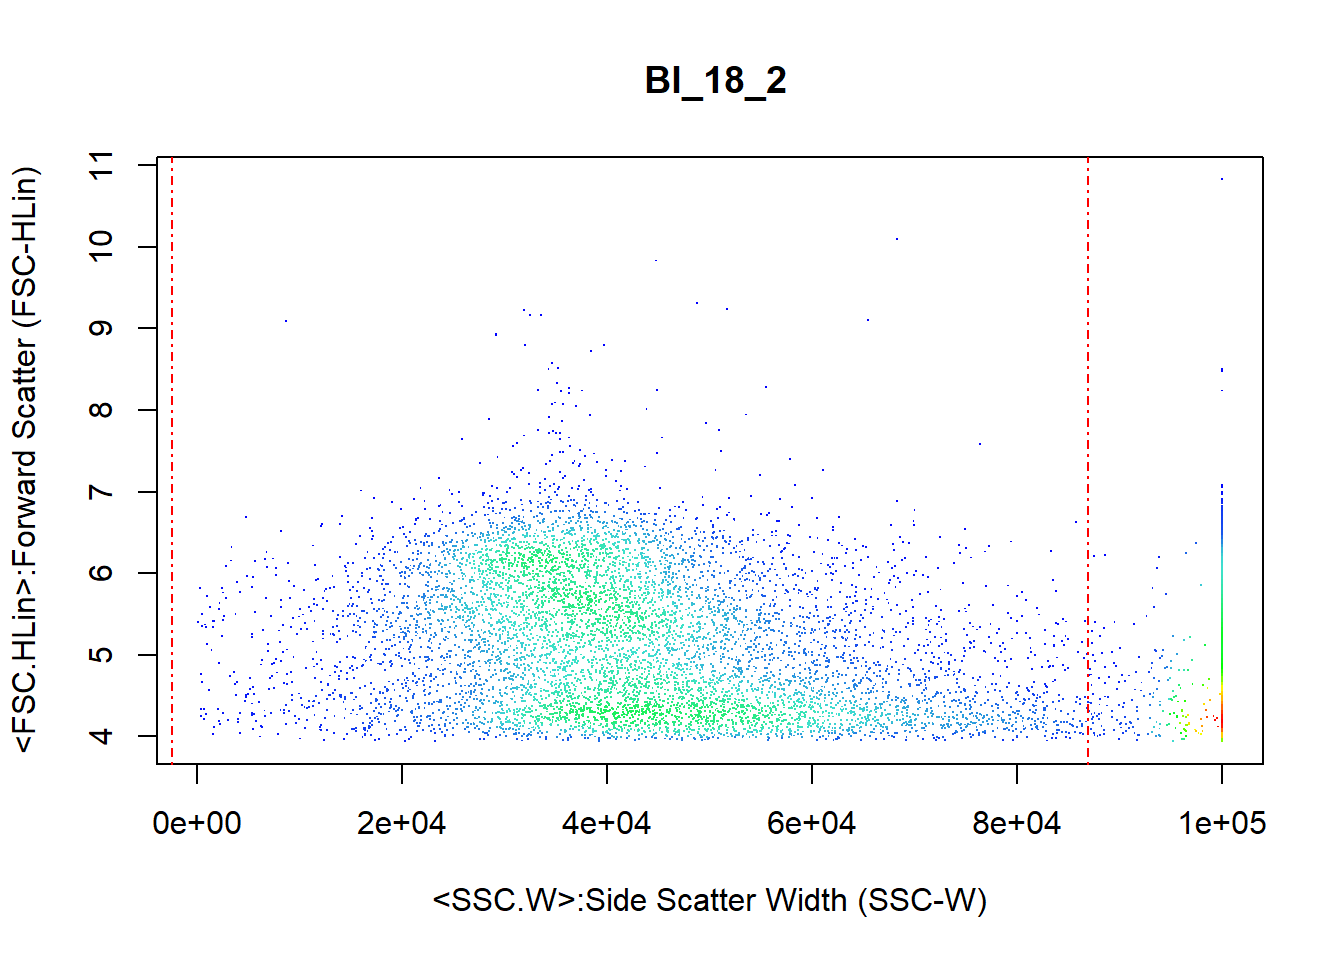 BI_18_2
<FSC.HLin>:Forward Scatter (FSC-HLin)
11
10
9
8
7
6
5
4
0e+00 2e+04 4e+04 6e+04 8e+04 1e+05
<SSC.W>:Side Scatter Width (SSC-W)